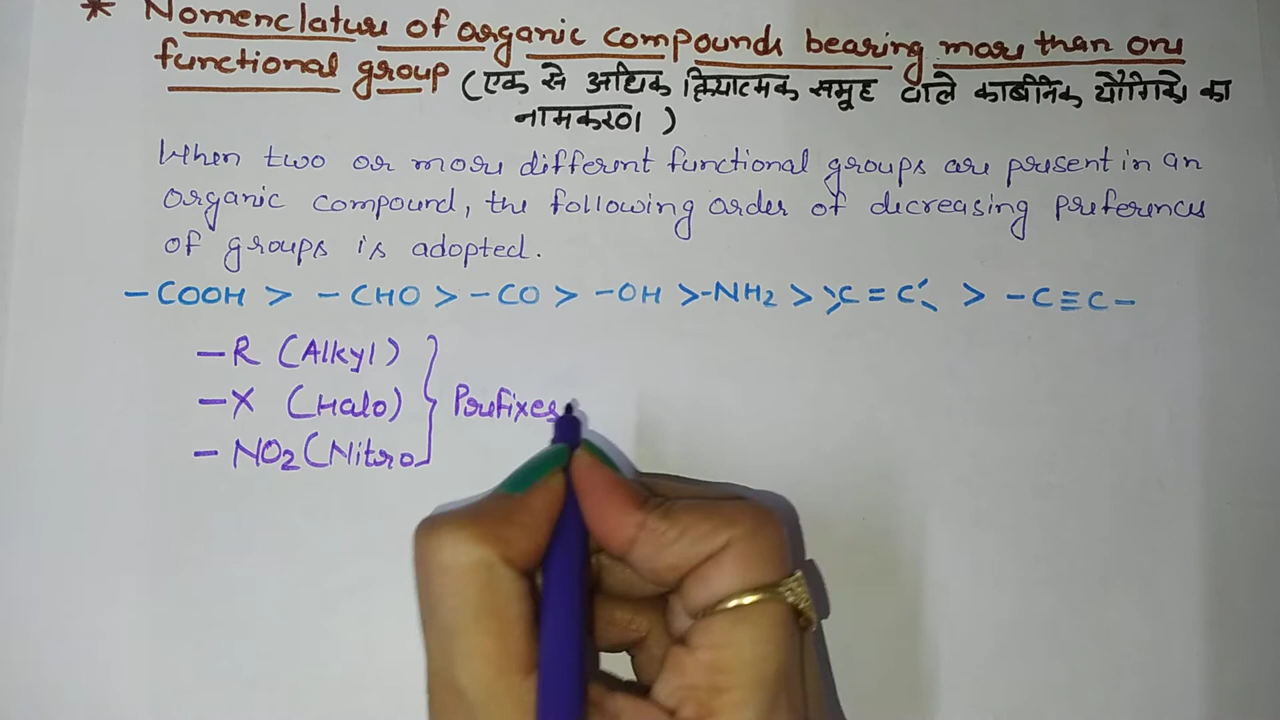 * Nomenclature of organic compounds bearing more than one
functional group (एक से अधिक क्रियात्मक समूह वाले कार्बनिक यौगिकों का
नामकरण)
When two or more different functional groups are present in an
organic compound, the following order of decreasing preference
of groups is adopted.
-COOH > -CHO > -CO > -OH > -NH₂ > >C=C< > -C≡C-
-R (Alkyl)
-X (Halo)
-NO₂ (Nitro
} Prefixes